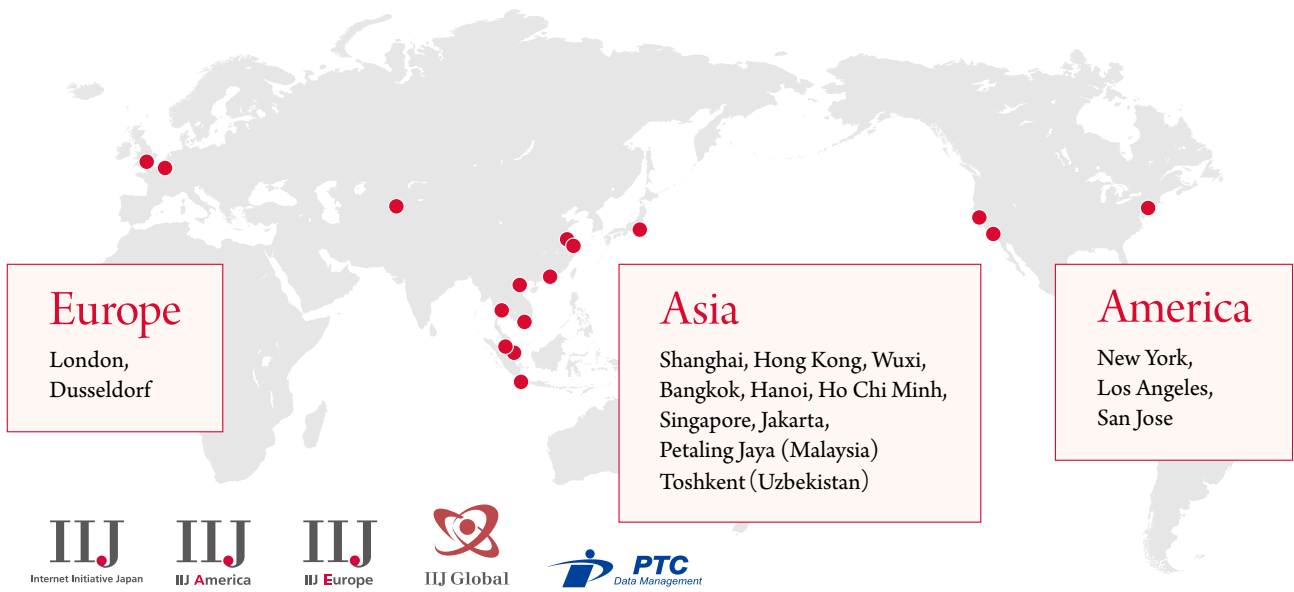 Europe
London,
Dusseldorf
Asia
Shanghai, Hong Kong, Wuxi,
Bangkok, Hanoi, Ho Chi Minh,
Singapore, Jakarta,
Petaling Jaya (Malaysia)
Toshkent (Uzbekistan)
America
New York,
Los Angeles,
San Jose
IIJ
Internet Initiative Japan
IIJ
IIJ America
IIJ
IIJ Europe
IIJ Global
PTC
Data Management